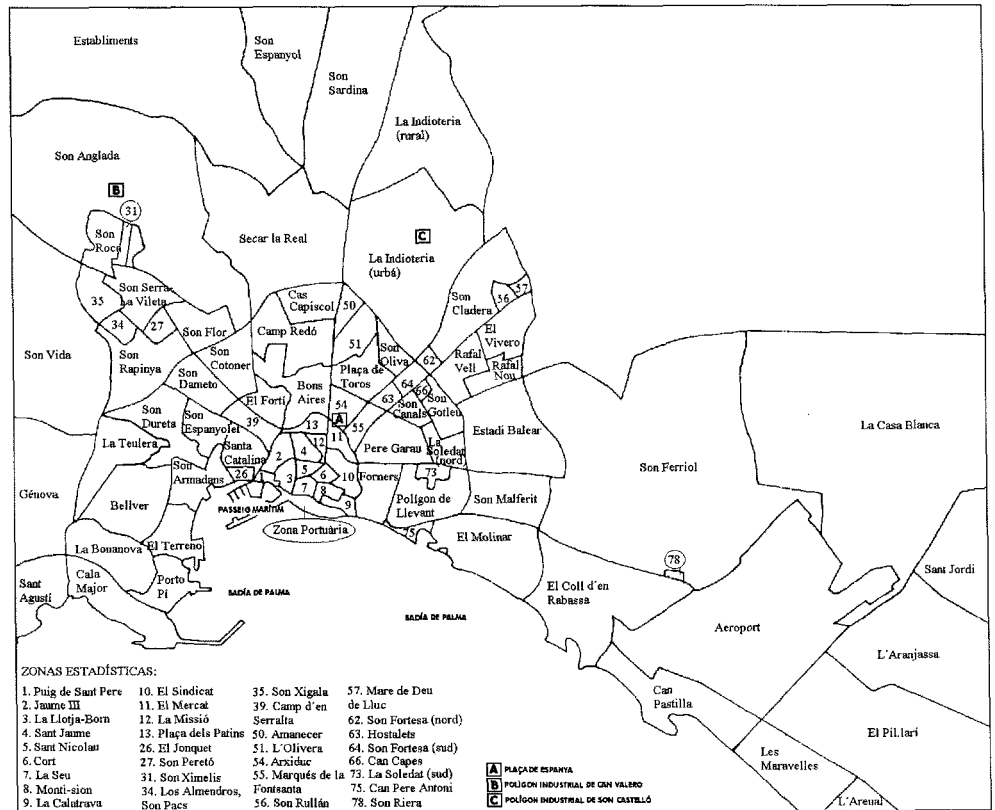 Establiments
Son
Espanyol
Son
Sardina
La Indioteria
(rural)
Son Anglada
B
31
Son
Roca
Secar la Real
C
La Indioteria
(urbá)
Son Serra-
La Vileta
35
34
27
Son Flor
Cas
Capiscol
50
Camp Redó
51
Son
Cladera
56
57
El
Vivero
Son
Oliva
62
Rafal
Vell
Rafal
Nou
Son Vida
Son
Rapinya
Son
Cotoner
Son
Dameto
Plaça de
Toros
64
66
63
Son
Canals
Son
Gotleu
Bons
Aires
El Fortí
54
A
13
39
55
11
12
Son
Dureta
Son
Espanyolet
La Teulera
Santa
Catalina
2
4
Pere Garau
La
Soledat
(nord)
Estadi Balear
La Casa Blanca
Son Ferriol
Son
Armadans
26
1
3
5
6
7
8
9
10
Forners
73
Polígon de
Llevant
Son Malferit
Génova
Bellver
PASSEIG MARÍTIM
Zona Portuària
75
El Molinar
La Bonanova
El Terreno
Cala
Major
Porto
Pí
Sant
Agustí
BADÍA DE PALMA
BADÍA DE PALMA
El Coll d´en
Rabassa
78
Sant Jordi
Aeroport
L´Aranjassa
Can
Pastilla
El Pil.larí
Les
Maravelles
L´Arenal
ZONAS ESTADÍSTICAS:
1. Puig de Sant Pere
2. Jaume III
3. La Llotja-Born
4. Sant Jaume
5. Sant Nicolau
6. Cort
7. La Seu
8. Monti-sion
9. La Calatrava
10. El Sindicat
11. El Mercat
12. La Missió
13. Plaça dels Patins
26. El Jonquet
27. Son Peretó
31. Son Ximelis
34. Los Almendros,
Son Pacs
35. Son Xigala
39. Camp d´en
Serralta
50. Amanecer
51. L´Olivera
54. Arxiduc
55. Marqués de la
Fontsanta
56. Son Rullán
57. Mare de Deu
de Lluc
62. Son Fortesa (nord)
63. Hostalets
64. Son Fortesa (sud)
66. Can Capes
73. La Soledat (sud)
75. Can Pere Antoni
78. Son Riera
A PLAÇA DE ESPANYA
B POLÍGON INDUSTRIAL DE CAN VALERO
C POLÍGON INDUSTRIAL DE SON CASTELLÓ